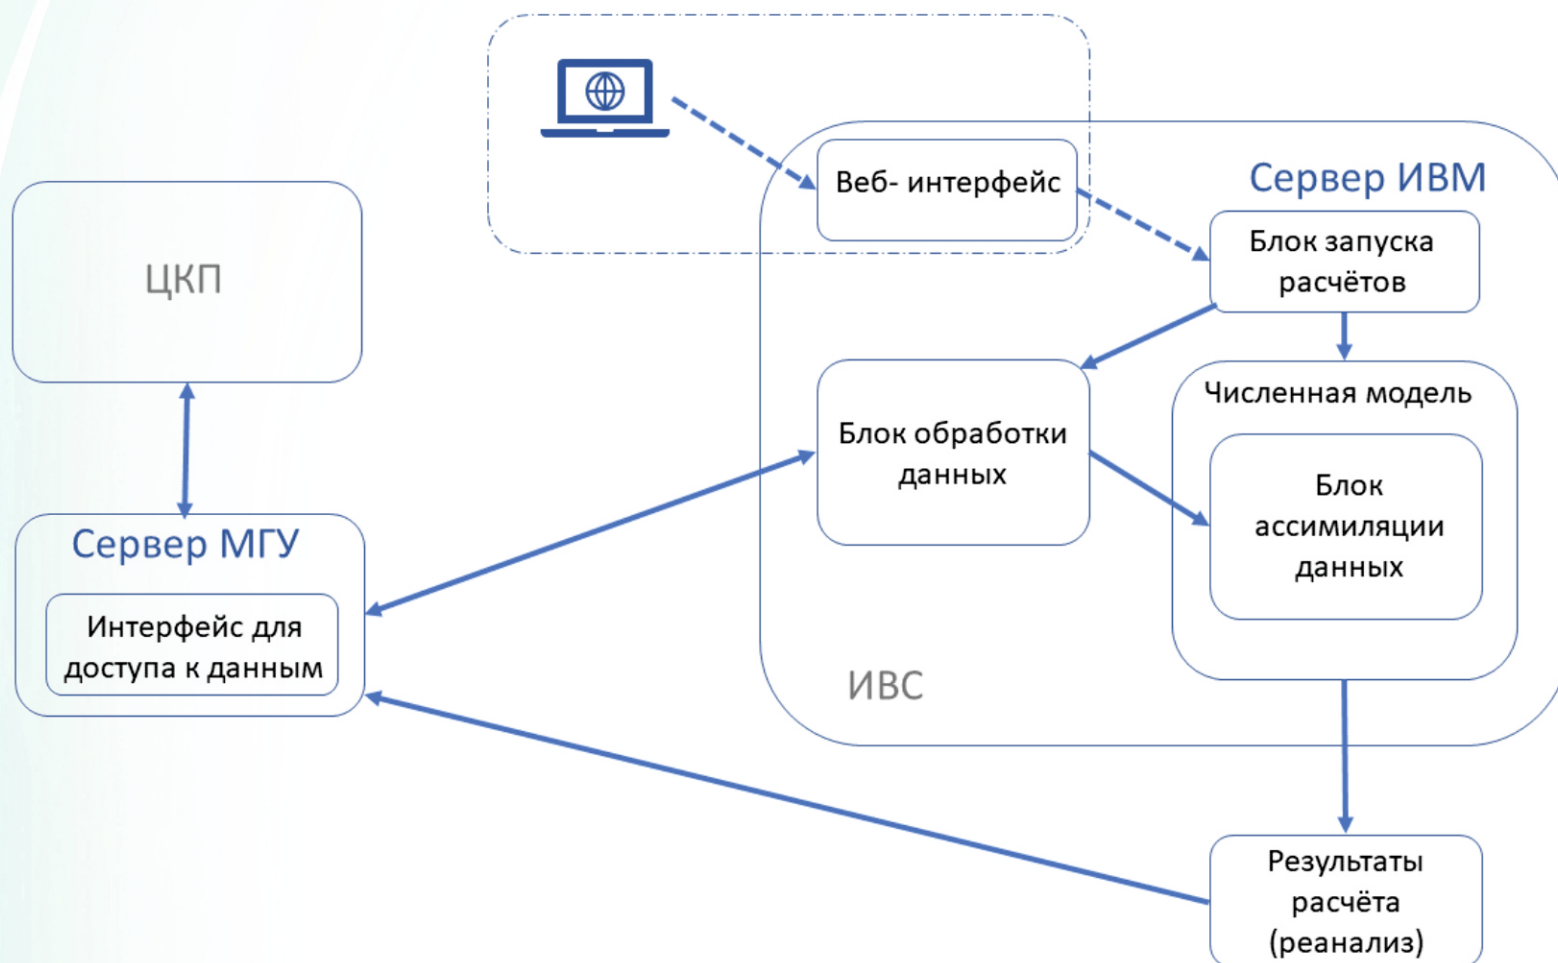 Веб- интерфейс
Сервер ИВМ
Блок запуска
расчётов
ЦКП
Численная модель
Блок обработки
данных
Блок
ассимиляции
данных
Сервер МГУ
Интерфейс для
доступа к данным
ИВС
Результаты
расчёта
(реанализ)